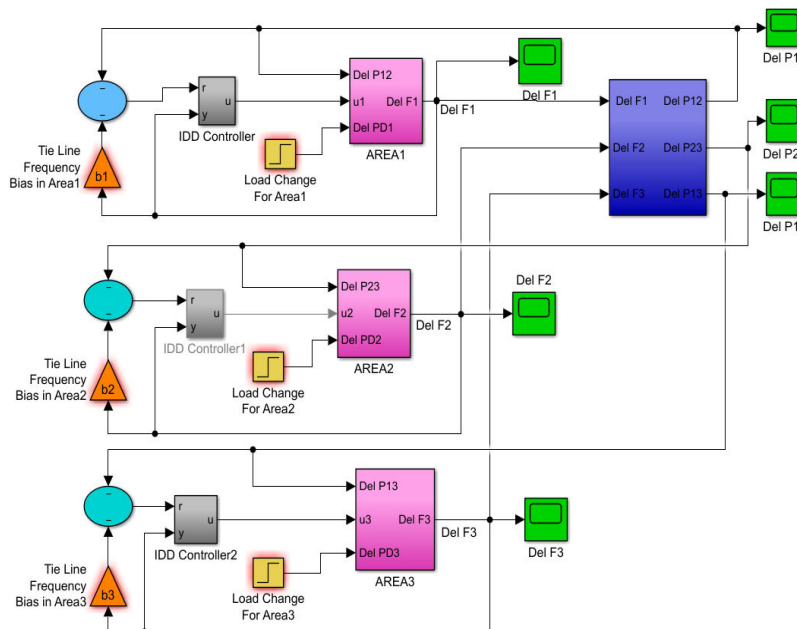 Del P1
Del P12
r
y
u
IDD Controller
u1
Del F1
Del PD1
AREA1
Tie Line
Frequency
Bias in Area1
b1
Load Change
For Area1
Del F1
Del F1
Del F1
Del F2
Del F3
Del P12
Del P23
Del P13
Del P2
Del P1
r
y
u
IDD Controller1
Del P23
u2
Del F2
Del PD2
AREA2
Del F2
Del F2
Tie Line
Frequency
Bias in Area2
b2
Load Change
For Area2
r
y
u
IDD Controller2
Del P13
u3
Del F3
Del PD3
AREA3
Del F3
Del F3
Tie Line
Frequency
Bias in Area3
b3
Load Change
For Area3